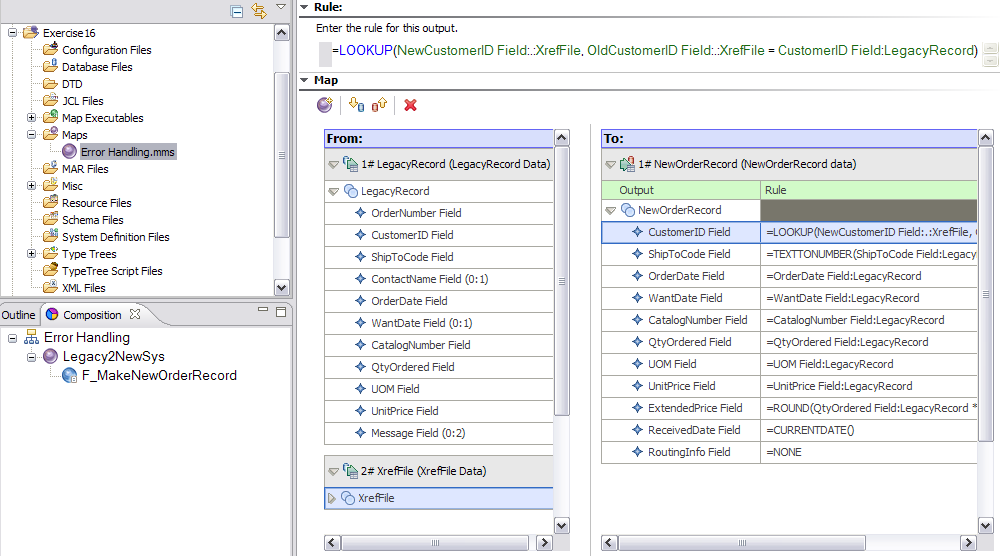 Exercise16
Configuration Files
Database Files
DTD
JCL Files
Map Executables
Maps
Error Handling.mms
MAR Files
Misc
Resource Files
Schema Files
System Definition Files
Type Trees
TypeTree Script Files
XML Files
Outline
Composition
Error Handling
Legacy2NewSys
F_MakeNewOrderRecord
Rule:
Enter the rule for this output.
=LOOKUP(NewCustomerID Field:.:XrefFile, OldCustomerID Field:.:XrefFile = CustomerID Field:LegacyRecord)
Map
From:
1# LegacyRecord (LegacyRecord Data)
LegacyRecord
OrderNumber Field
CustomerID Field
ShipToCode Field
ContactName Field (0:1)
OrderDate Field
WantDate Field (0:1)
CatalogNumber Field
QtyOrdered Field
UOM Field
UnitPrice Field
Message Field (0:2)
2# XrefFile (XrefFile Data)
XrefFile
To:
1# NewOrderRecord (NewOrderRecord data)
Output Rule
NewOrderRecord
CustomerID Field =LOOKUP(NewCustomerID Field:.:XrefFile,
ShipToCode Field =TEXTTONUMBER(ShipToCode Field:Legacy
OrderDate Field =OrderDate Field:LegacyRecord
WantDate Field =WantDate Field:LegacyRecord
CatalogNumber Field =CatalogNumber Field:LegacyRecord
QtyOrdered Field =QtyOrdered Field:LegacyRecord
UOM Field =UOM Field:LegacyRecord
UnitPrice Field =UnitPrice Field:LegacyRecord
ExtendedPrice Field =ROUND(QtyOrdered Field:LegacyRecord *
ReceivedDate Field =CURRENTDATE()
RoutingInfo Field =NONE